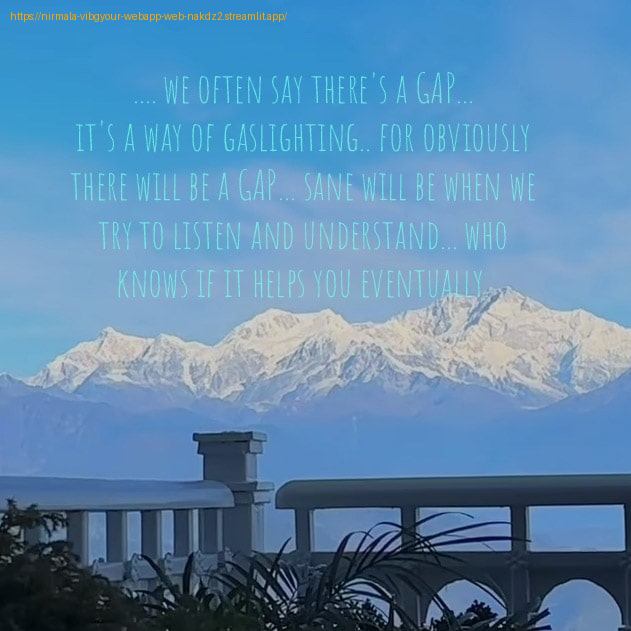 https://nirmala-vibgyour-webapp-web-nakdz2.streamlit.app/
.... WE OFTEN SAY THERE'S A GAP...
IT'S A WAY OF GASLIGHTING.. FOR OBVIOUSLY
THERE WILL BE A GAP... SANE WILL BE WHEN WE
TRY TO LISTEN AND UNDERSTAND... WHO
KNOWS IF IT HELPS YOU EVENTUALLY..